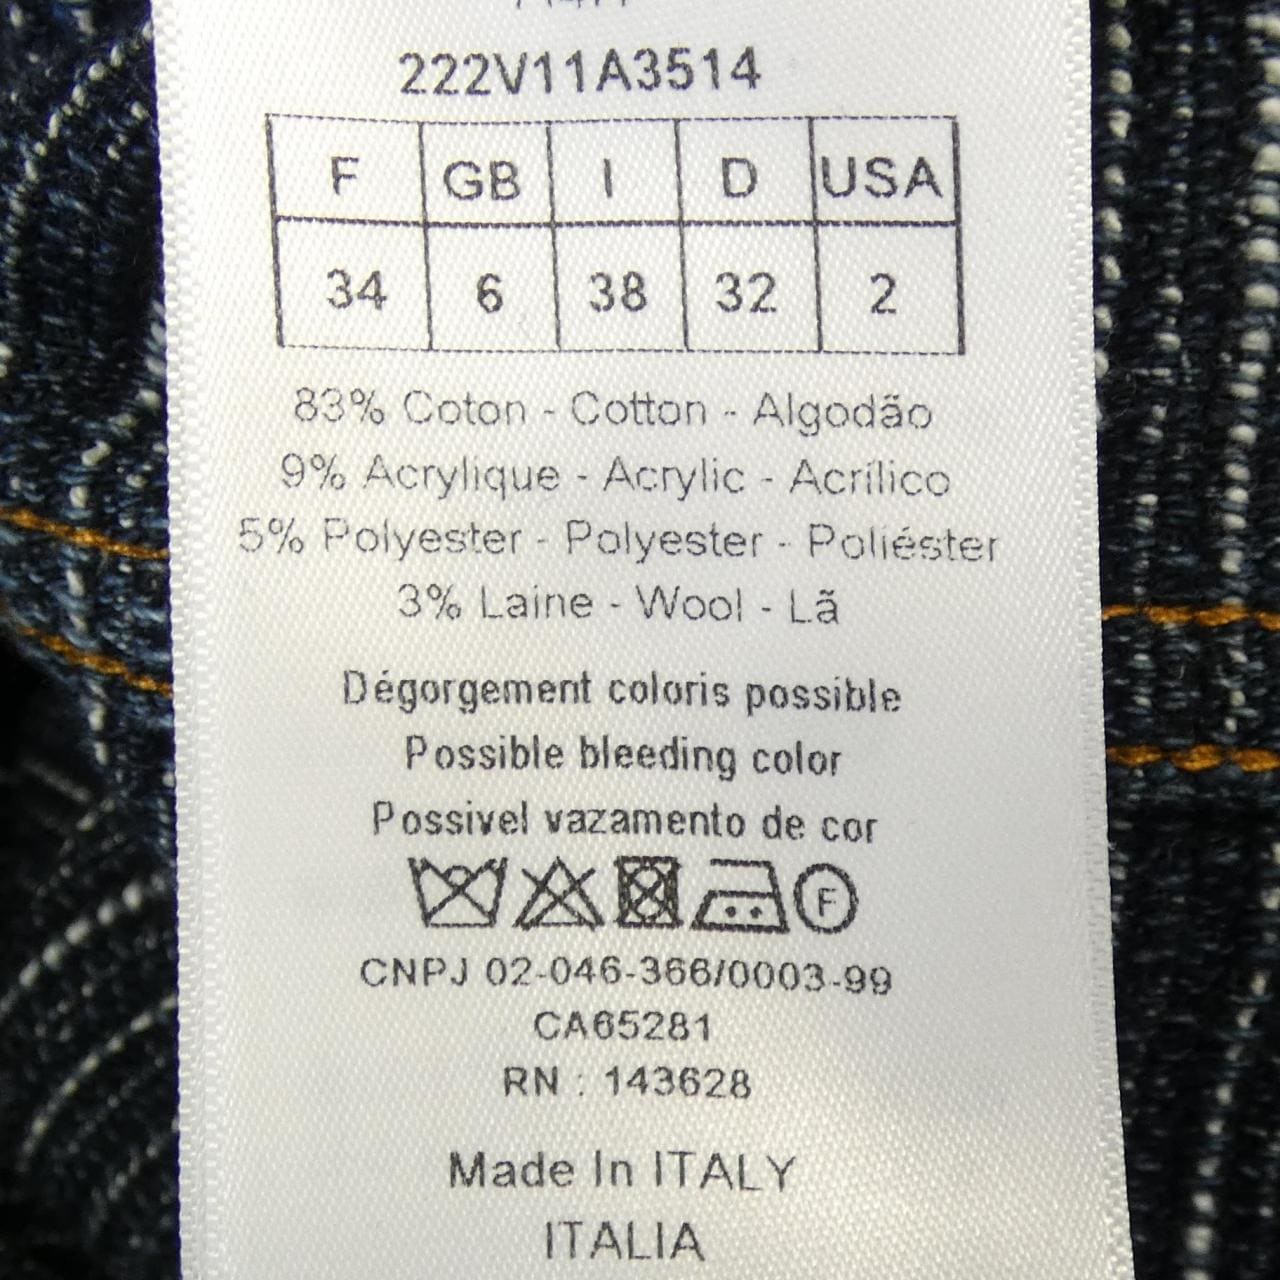 222V11A3514
F GB I D USA
34 6 38 32 2
83% Coton - Cotton - Algodão
9% Acrylique - Acrylic - Acrílico
5% Polyester - Polyester - Poliéster
3% Laine - Wool - Lã
Dégorgement coloris possible
Possible bleeding color
Possivel vazamento de cor
F
CNPJ 02-046-366/0003-99
CA65281
RN : 143628
Made In ITALY
ITALIA